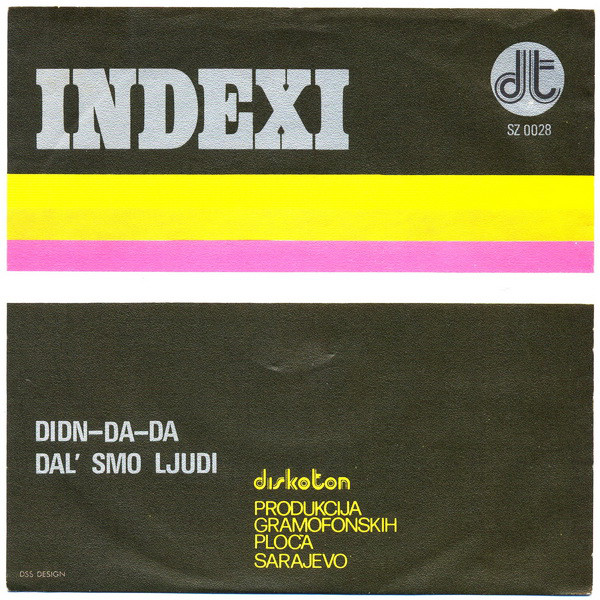 INDEXI
dt
SZ 0028
DIDN-DA-DA
DAL' SMO LJUDI
diskoton
PRODUKCIJA
GRAMOFONSKIH
PLOČA
SARAJEVO
DSS DESIGN